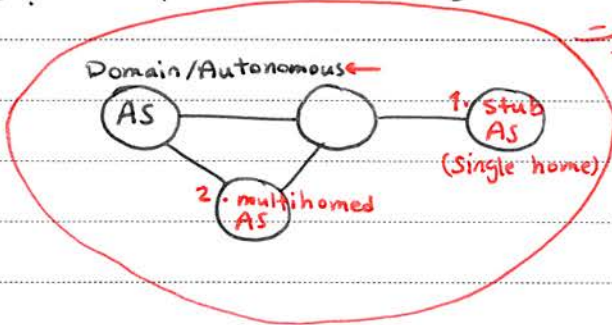 Domain/Autonomous
AS
1. stub
AS
(Single home)
2. multihomed
AS